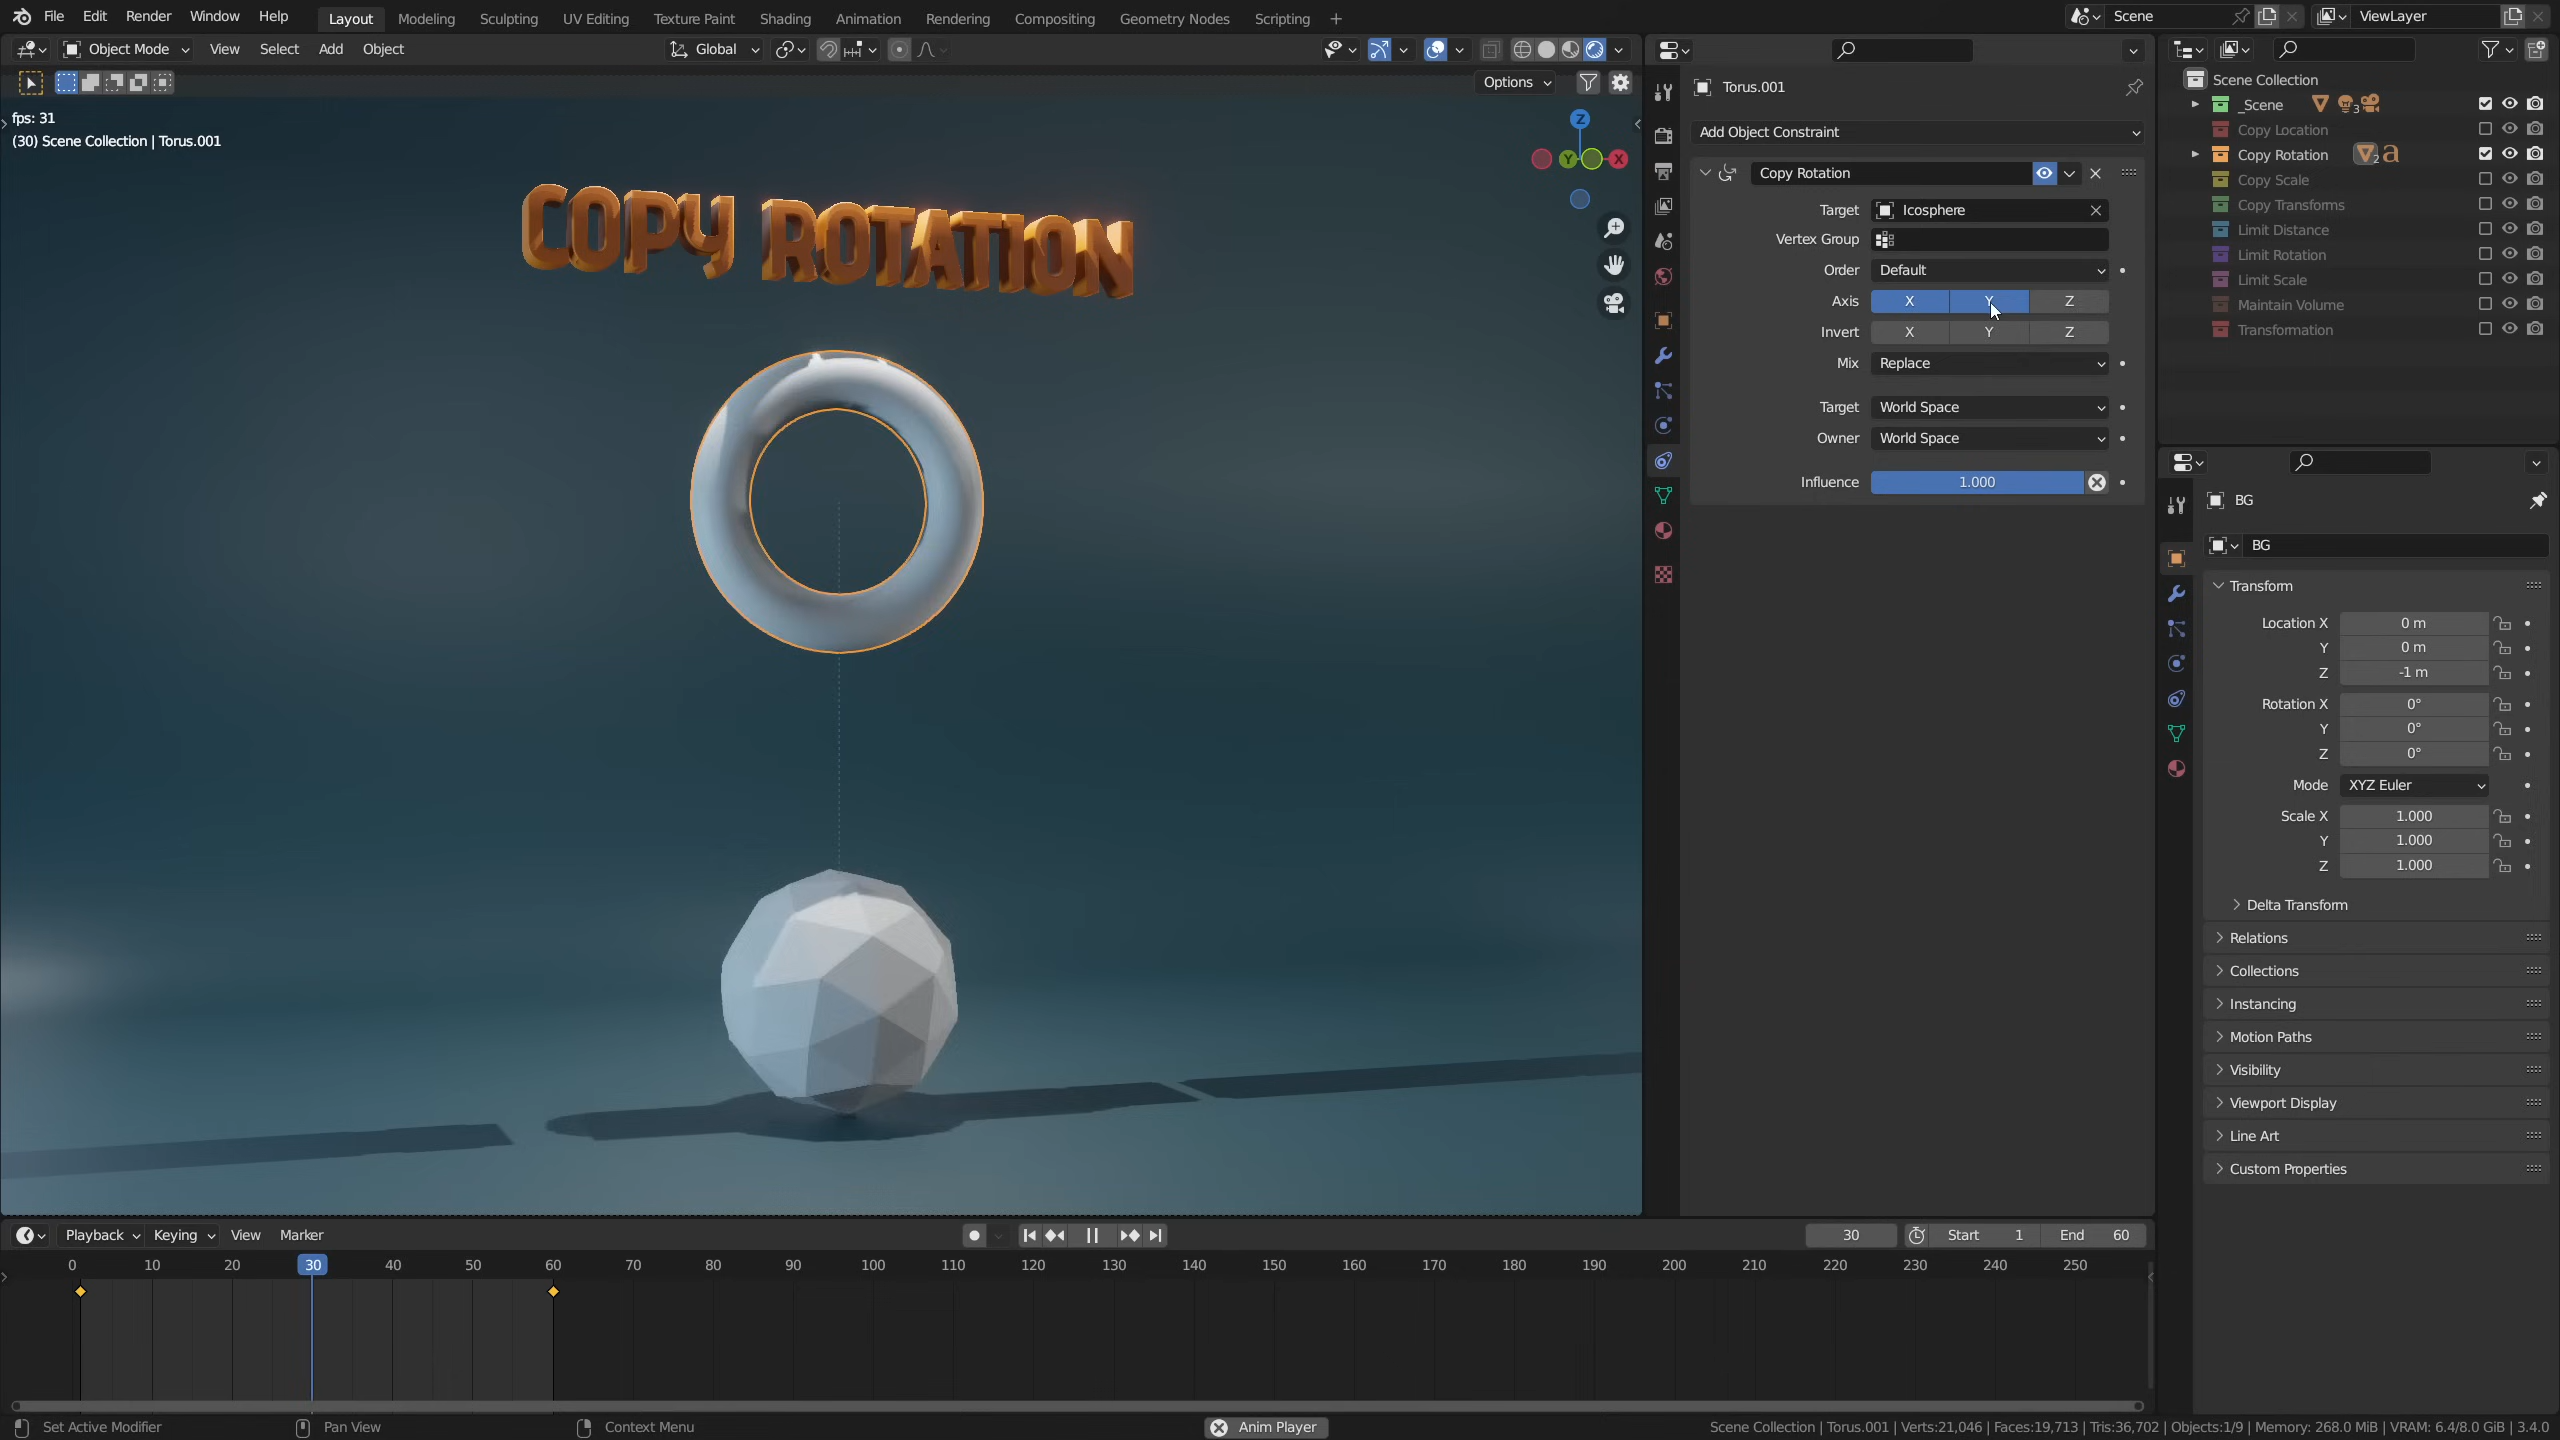 File Edit Render Window Help Layout Modeling Sculpting UV Editing Texture Paint Shading Animation Rendering Compositing Geometry Nodes Scripting + Scene ViewLayer
Object Mode View Select Add Object Global
Options
fps: 31
(30) Scene Collection | Torus.001
Z
Y X
COPY ROTATION
Torus.001
Add Object Constraint
Copy Rotation
Target Icosphere
Vertex Group
Order Default
Axis X Y Z
Invert X Y Z
Mix Replace
Target World Space
Owner World Space
Influence 1.000
Scene Collection
_Scene 3
Copy Location
Copy Rotation 2 a
Copy Scale
Copy Transforms
Limit Distance
Limit Rotation
Limit Scale
Maintain Volume
Transformation
BG
BG
Transform
Location X 0 m
Y 0 m
Z -1 m
Rotation X 0°
Y 0°
Z 0°
Mode XYZ Euler
Scale X 1.000
Y 1.000
Z 1.000
Delta Transform
Relations
Collections
Instancing
Motion Paths
Visibility
Viewport Display
Line Art
Custom Properties
Playback Keying View Marker 30 Start 1 End 60
0 10 20 30 40 50 60 70 80 90 100 110 120 130 140 150 160 170 180 190 200 210 220 230 240 250
Set Active Modifier Pan View Context Menu Anim Player Scene Collection | Torus.001 | Verts:21,046 | Faces:19,713 | Tris:36,702 | Objects:1/9 | Memory: 268.0 MiB | VRAM: 6.4/8.0 GiB | 3.4.0